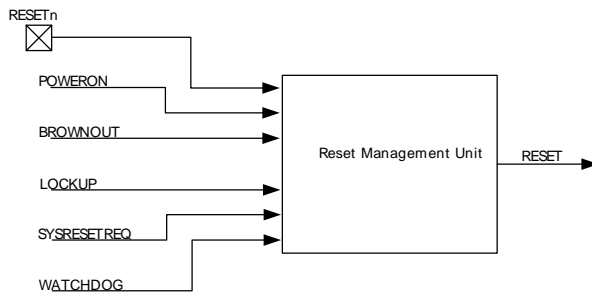 RESETn
POWERON
BROWNOUT
LOCKUP
SYSRESETREQ
WATCHDOG
Reset Management Unit
RESET